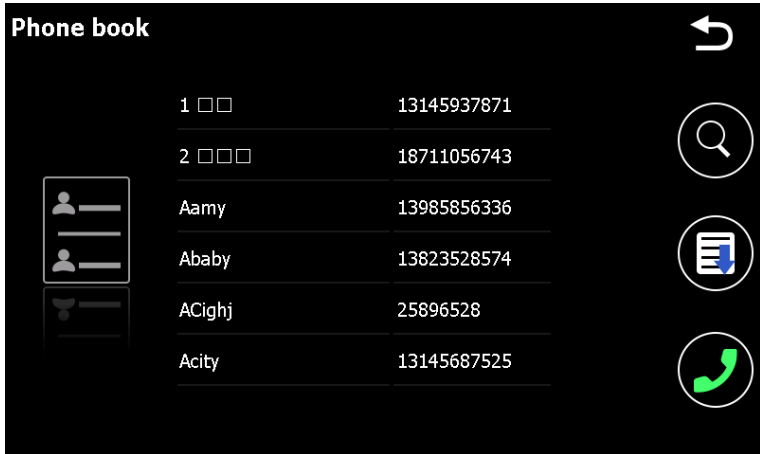 Phone book
1 □□ 13145937871
2 □□□ 18711056743
Aamy 13985856336
Ababy 13823528574
ACighj 25896528
Acity 13145687525